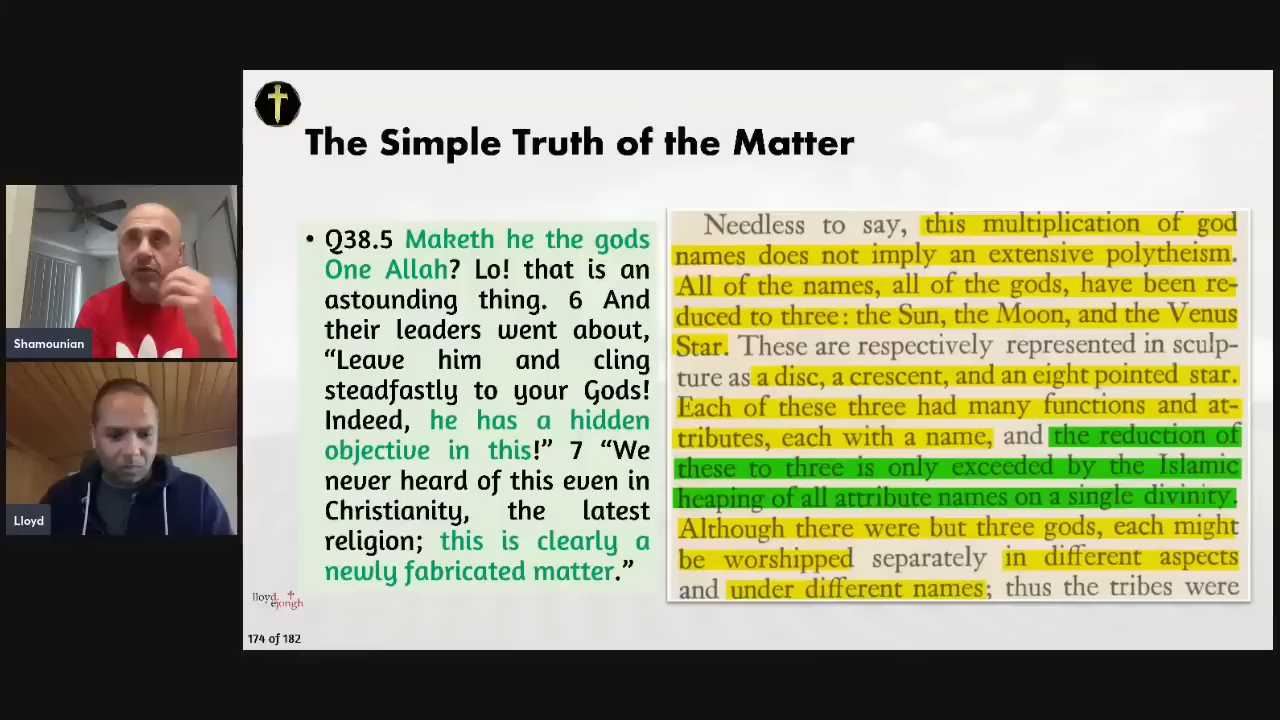 The Simple Truth of the Matter
• Q38.5 Maketh he the gods
One Allah? Lo! that is an
astounding thing. 6 And
their leaders went about,
“Leave him and cling
steadfastly to your Gods!
Indeed, he has a hidden
objective in this!” 7 “We
never heard of this even in
Christianity, the latest
religion; this is clearly a
newly fabricated matter.”
Needless to say, this multiplication of god
names does not imply an extensive polytheism.
All of the names, all of the gods, have been re-
duced to three: the Sun, the Moon, and the Venus
Star. These are respectively represented in sculp-
ture as a disc, a crescent, and an eight pointed star.
Each of these three had many functions and at-
tributes, each with a name, and the reduction of
these to three is only exceeded by the Islamic
heaping of all attribute names on a single divinity.
Although there were but three gods, each might
be worshipped separately in different aspects
and under different names; thus the tribes were
Shamounian
Lloyd
lloyd
ejongh
174 of 182